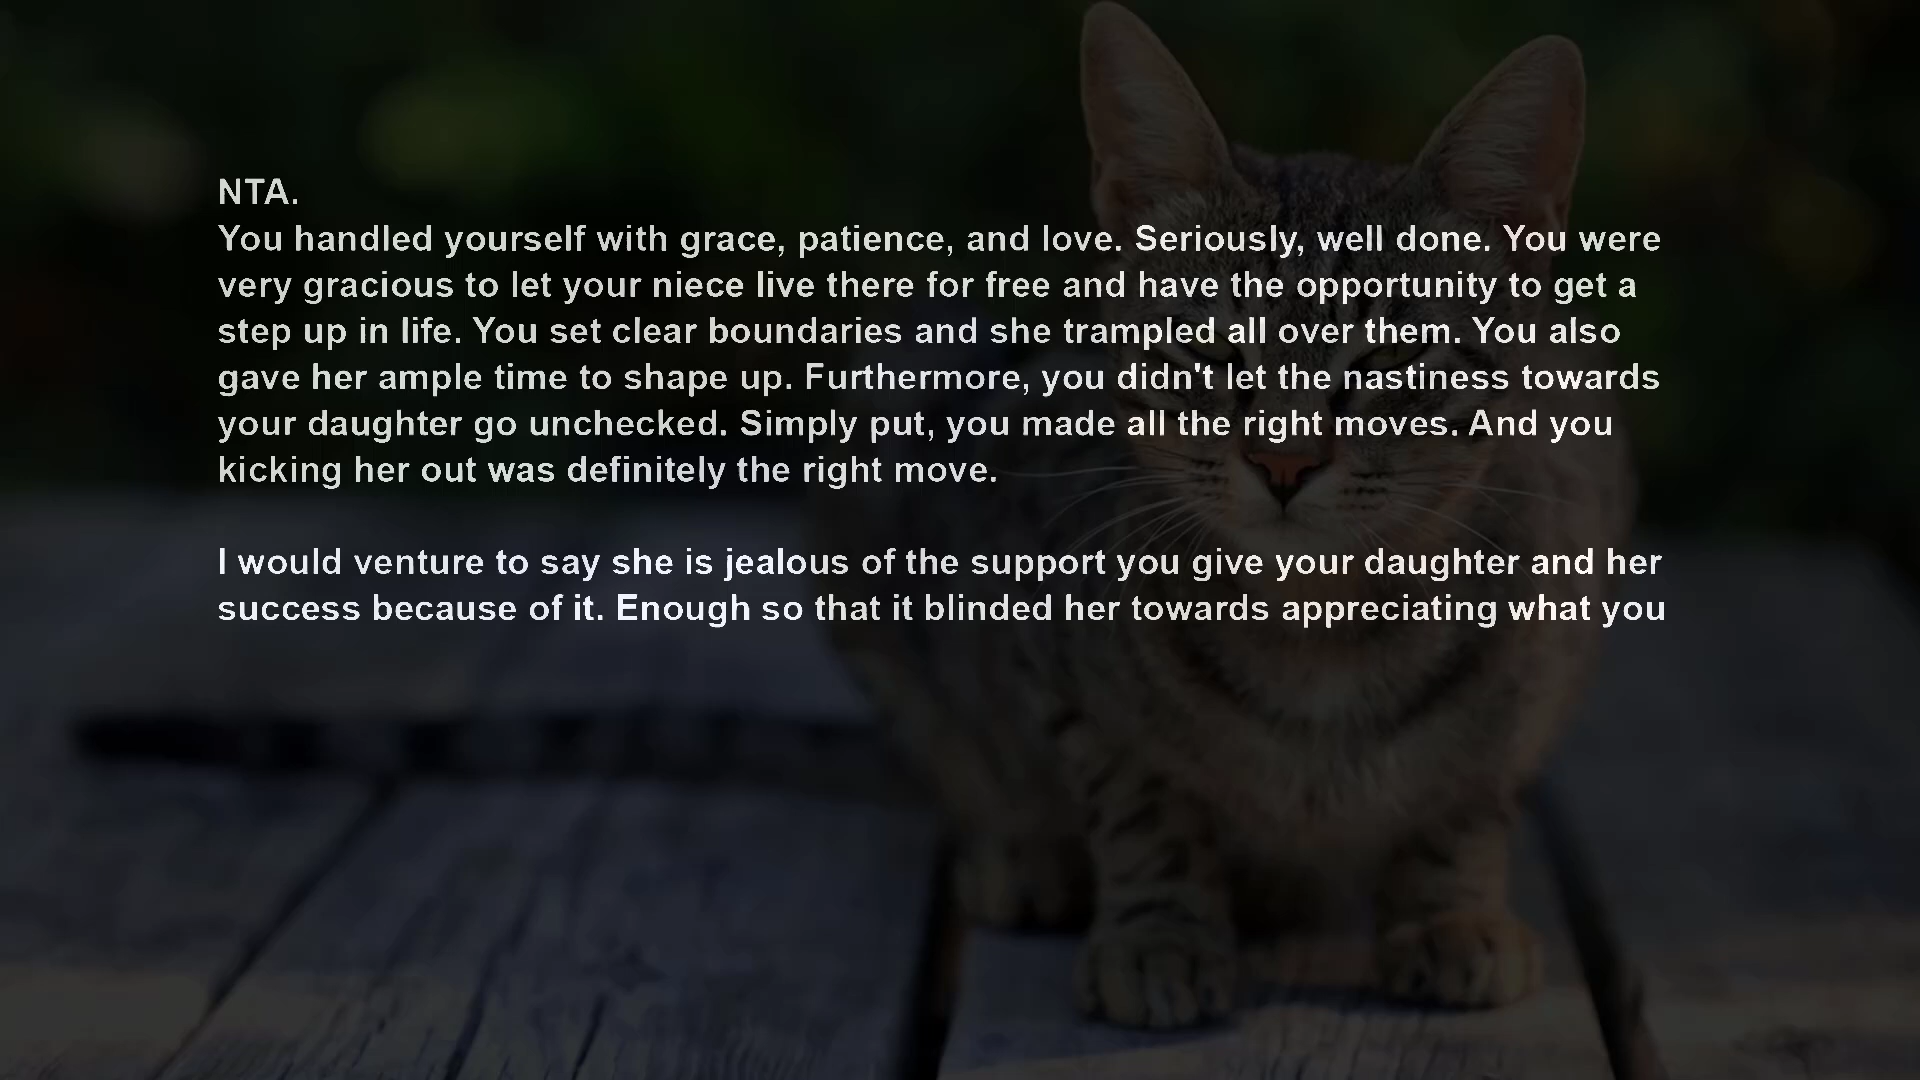 NTA.
You handled yourself with grace, patience, and love. Seriously, well done. You were
very gracious to let your niece live there for free and have the opportunity to get a
step up in life. You set clear boundaries and she trampled all over them. You also
gave her ample time to shape up. Furthermore, you didn't let the nastiness towards
your daughter go unchecked. Simply put, you made all the right moves. And you
kicking her out was definitely the right move.
I would venture to say she is jealous of the support you give your daughter and her
success because of it. Enough so that it blinded her towards appreciating what you